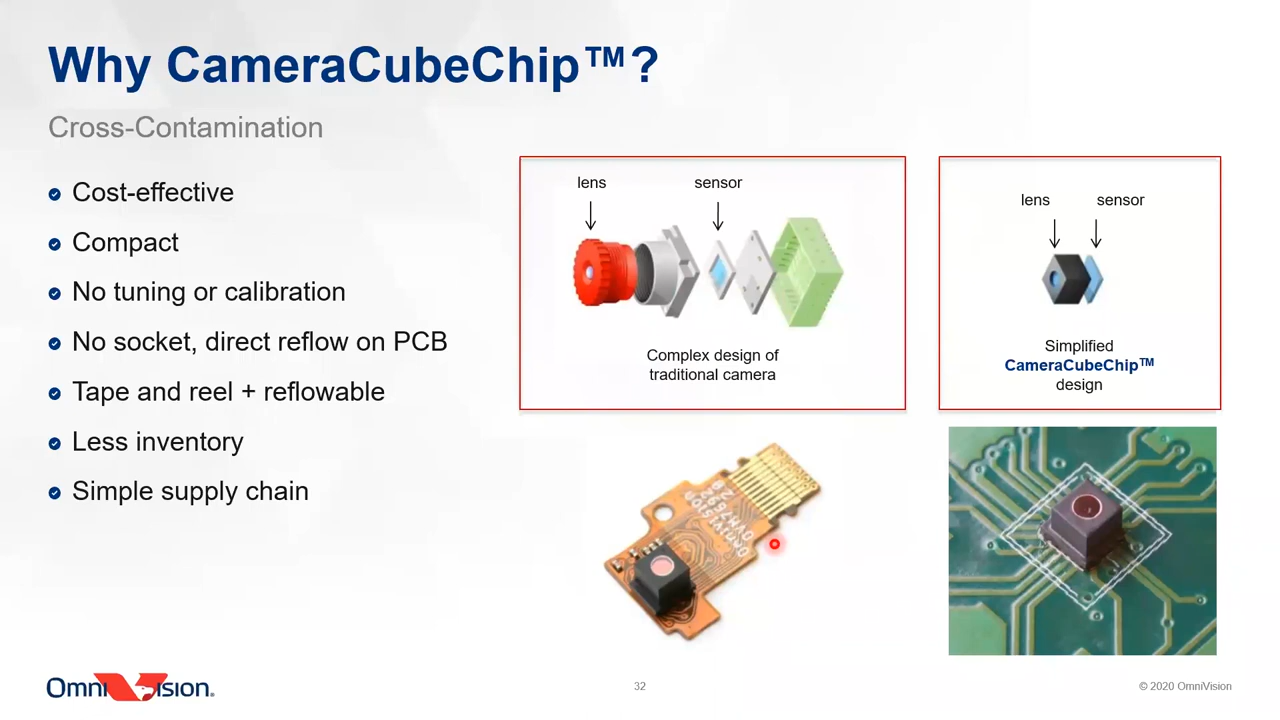 Why CameraCubeChip™?
Cross-Contamination
Cost-effective
Compact
No tuning or calibration
No socket, direct reflow on PCB
Tape and reel + reflowable
Less inventory
Simple supply chain
lens
sensor
Complex design of
traditional camera
lens
sensor
Simplified
CameraCubeChip™
design
OmniVision.
32
© 2020 OmniVision